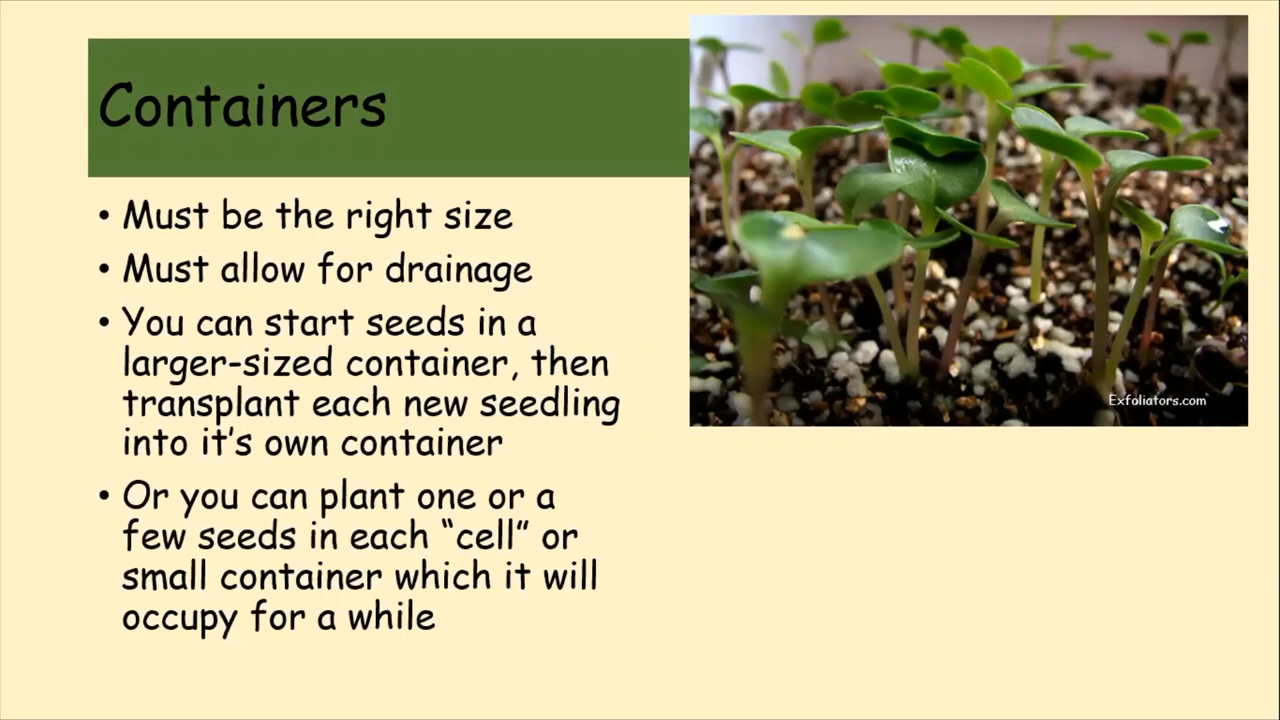 Containers
• Must be the right size
• Must allow for drainage
• You can start seeds in a
larger-sized container, then
transplant each new seedling
into it’s own container
• Or you can plant one or a
few seeds in each “cell” or
small container which it will
occupy for a while
Exfoliators.com